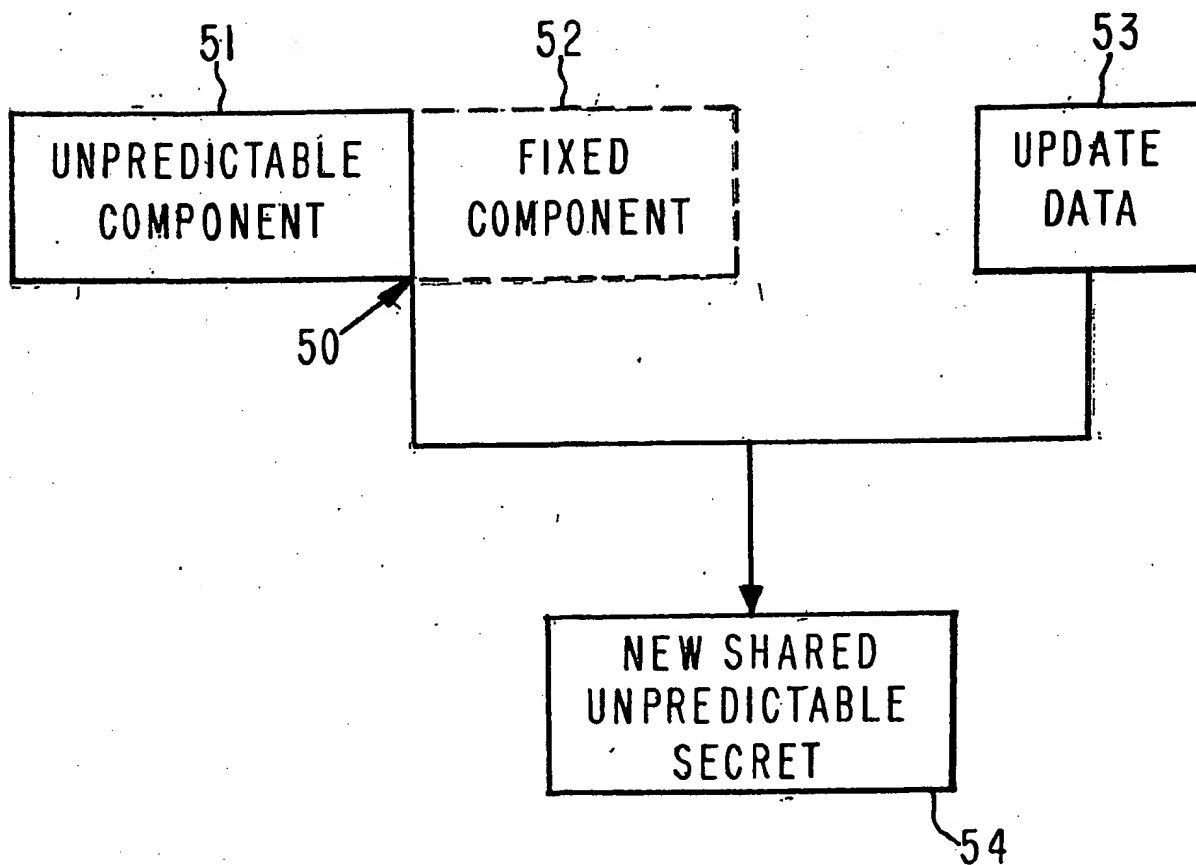 51
52
53
UNPREDICTABLE
COMPONENT
FIXED
COMPONENT
UPDATE
DATA
50
NEW SHARED
UNPREDICTABLE
SECRET
54